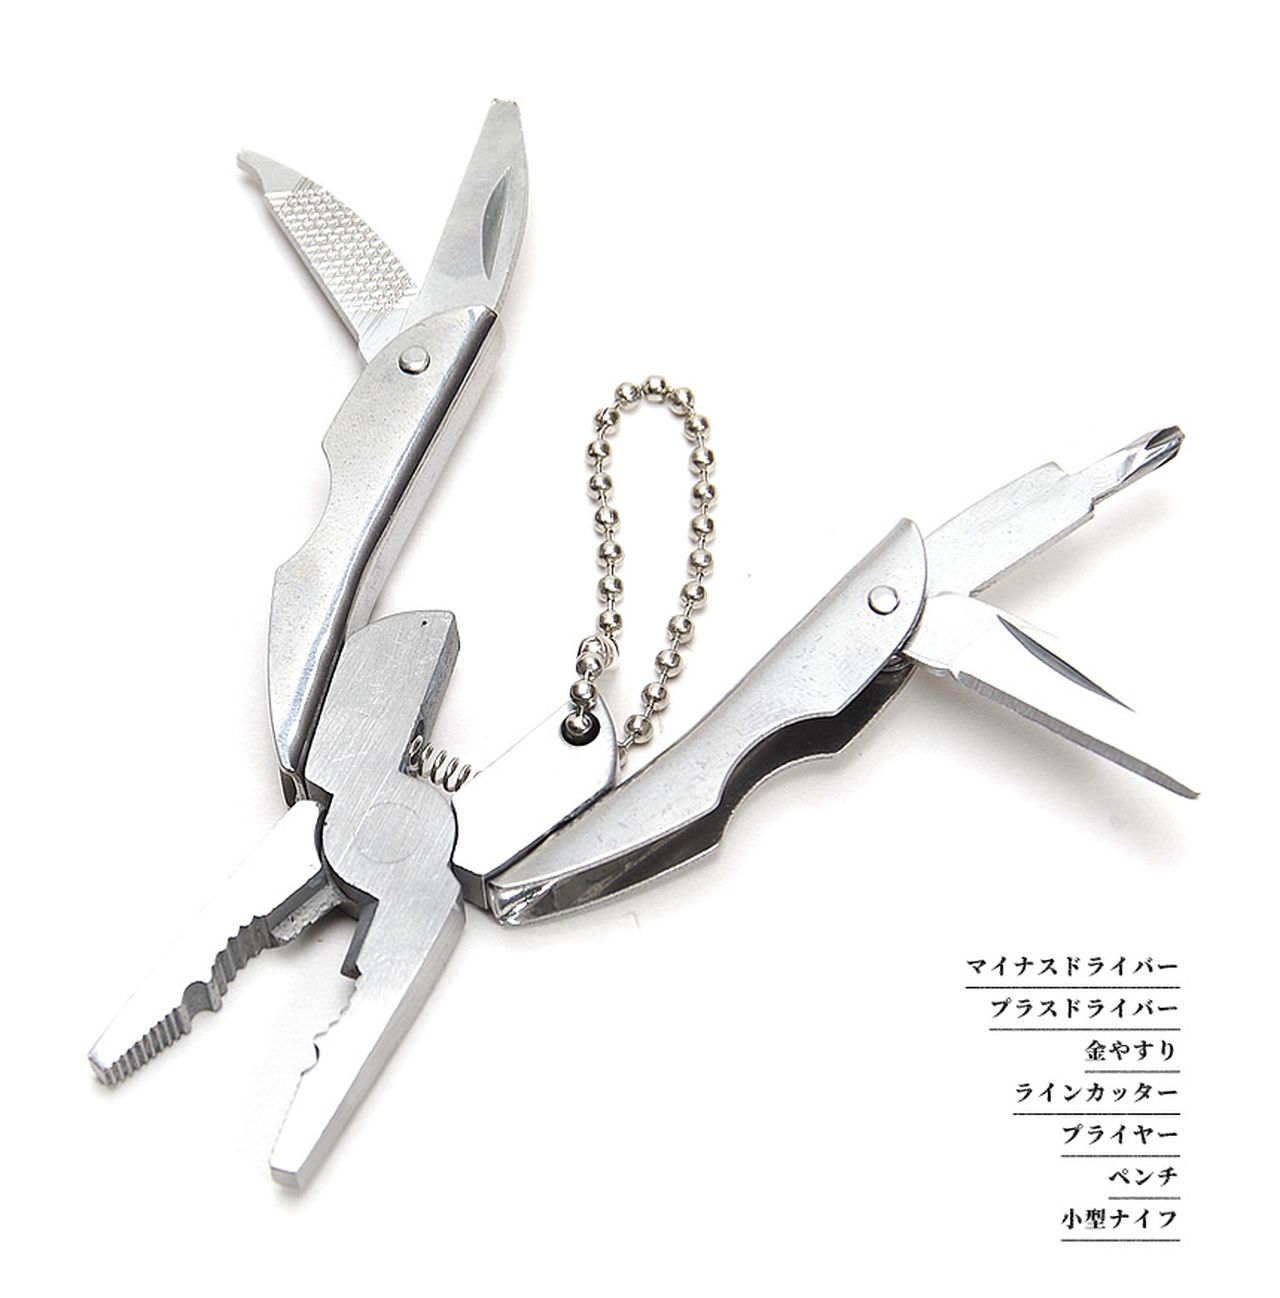 マイナスドライバー
プラスドライバー
金やすり
ラインカッター
プライヤー
ペンチ
小型ナイフ